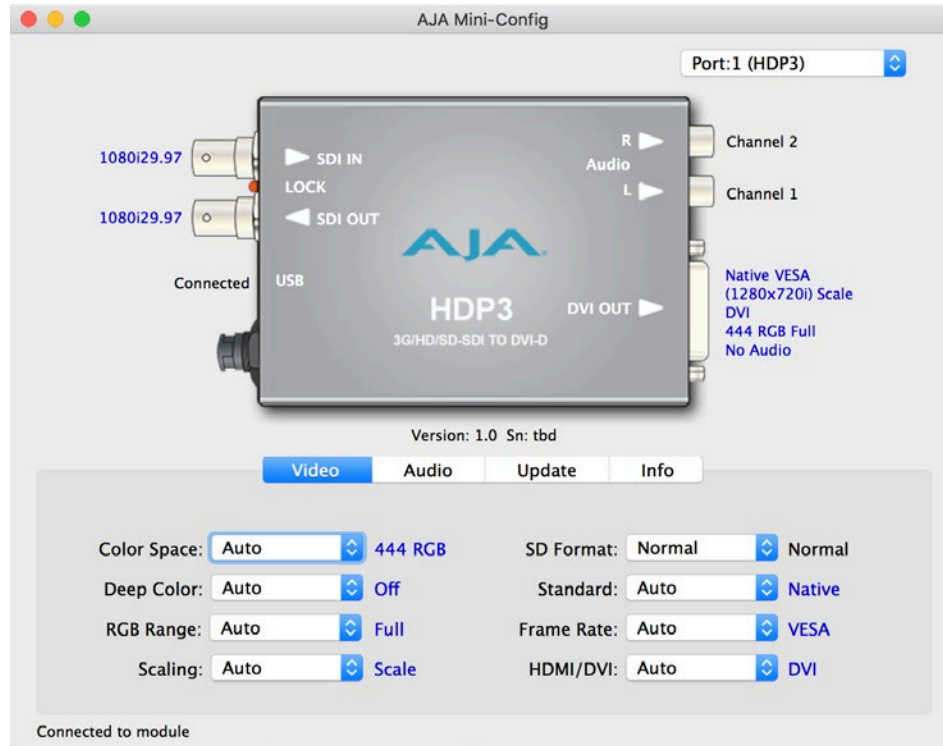 AJA Mini-Config
Port:1 (HDP3)
1080i29.97
SDI IN
R
Audio
Channel 2
LOCK
L
Channel 1
1080i29.97
SDI OUT
AJA
Connected
USB
HDP3
DVI OUT
3G/HD/SD-SDI TO DVI-D
Native VESA
(1280x720i) Scale
DVI
444 RGB Full
No Audio
Version: 1.0 Sn: tbd
Video Audio Update Info
Color Space: Auto 444 RGB SD Format: Normal Normal
Deep Color: Auto Off Standard: Auto Native
RGB Range: Auto Full Frame Rate: Auto VESA
Scaling: Auto Scale HDMI/DVI: Auto DVI
Connected to module